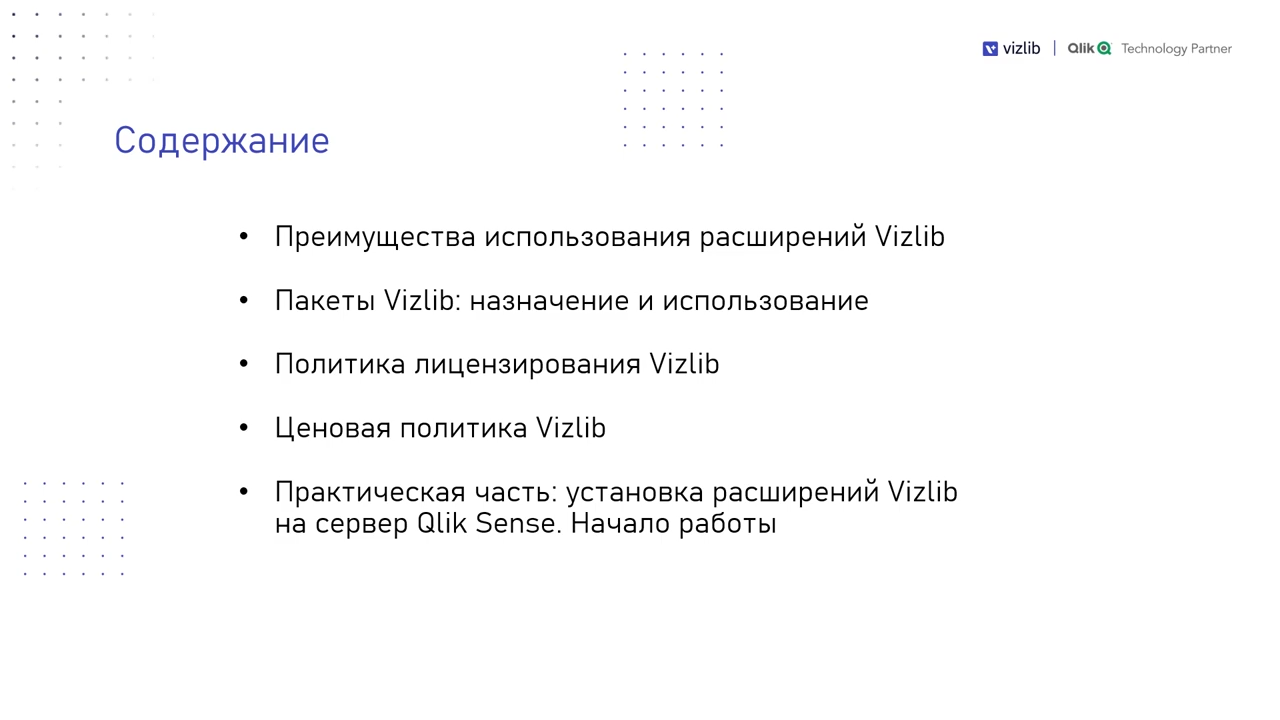 vizlib | Qlik Technology Partner
Содержание
• Преимущества использования расширений Vizlib
• Пакеты Vizlib: назначение и использование
• Политика лицензирования Vizlib
• Ценовая политика Vizlib
• Практическая часть: установка расширений Vizlib
на сервер Qlik Sense. Начало работы